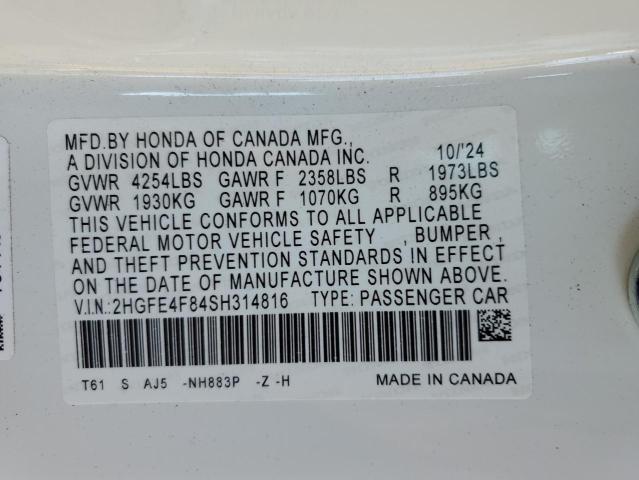 MFD.BY HONDA OF CANADA MFG.,
A DIVISION OF HONDA CANADA INC. 10/'24
GVWR 4254LBS GAWR F 2358LBS R 1973LBS
GVWR 1930KG GAWR F 1070KG R 895KG
THIS VEHICLE CONFORMS TO ALL APPLICABLE
FEDERAL MOTOR VEHICLE SAFETY , BUMPER ,
AND THEFT PREVENTION STANDARDS IN EFFECT
ON THE DATE OF MANUFACTURE SHOWN ABOVE.
V.I.N.:2HGFE4F84SH314816 TYPE: PASSENGER CAR
T61 S AJ5 -NH883P -Z -H MADE IN CANADA